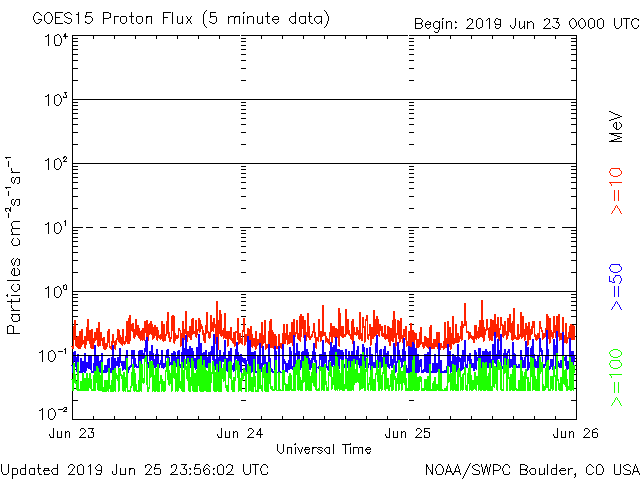 GOES15 Proton Flux (5 minute data)
Begin: 2019 Jun 23 0000 UTC
10⁴
10³
10²
10¹
10⁰
10⁻¹
10⁻²
Particles cm⁻²s⁻¹sr⁻¹
MeV
>=10
>=50
>=100
Jun 23
Jun 24
Jun 25
Jun 26
Universal Time
Updated 2019 Jun 25 23:56:02 UTC
NOAA/SWPC Boulder, CO USA